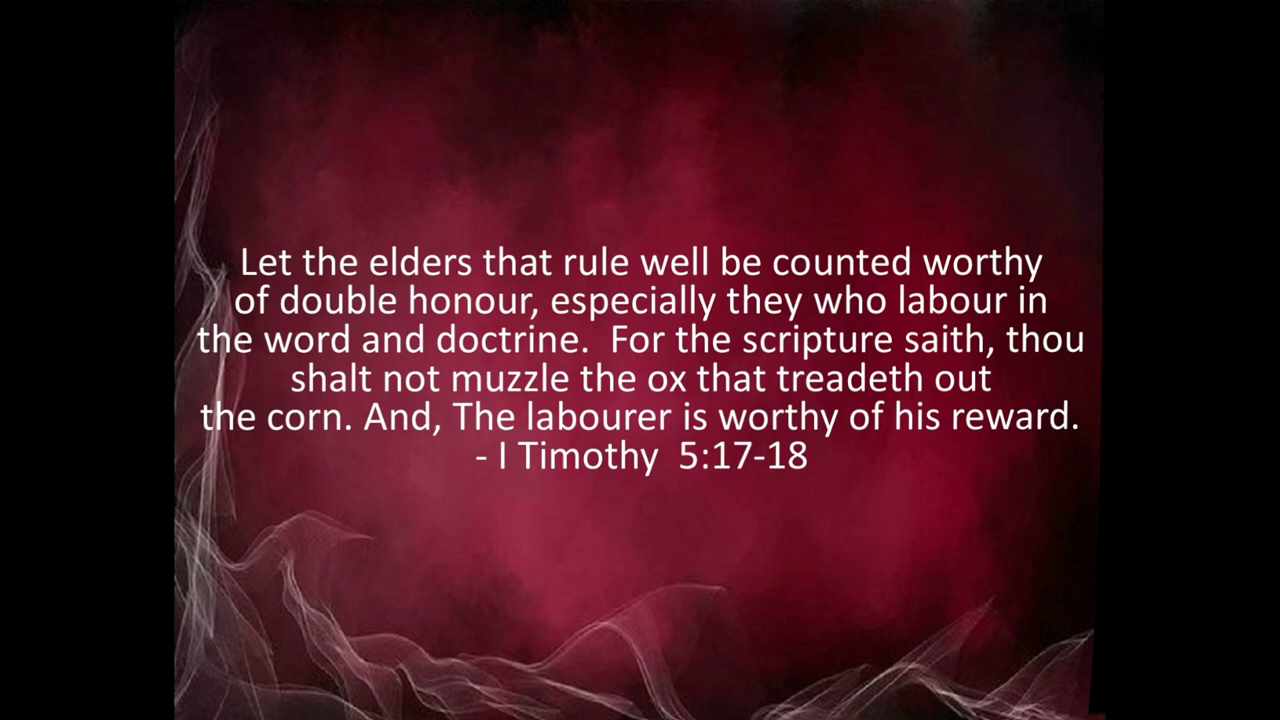 Let the elders that rule well be counted worthy
of double honour, especially they who labour in
the word and doctrine.  For the scripture saith, thou
shalt not muzzle the ox that treadeth out
the corn. And, The labourer is worthy of his reward.
- I Timothy  5:17-18